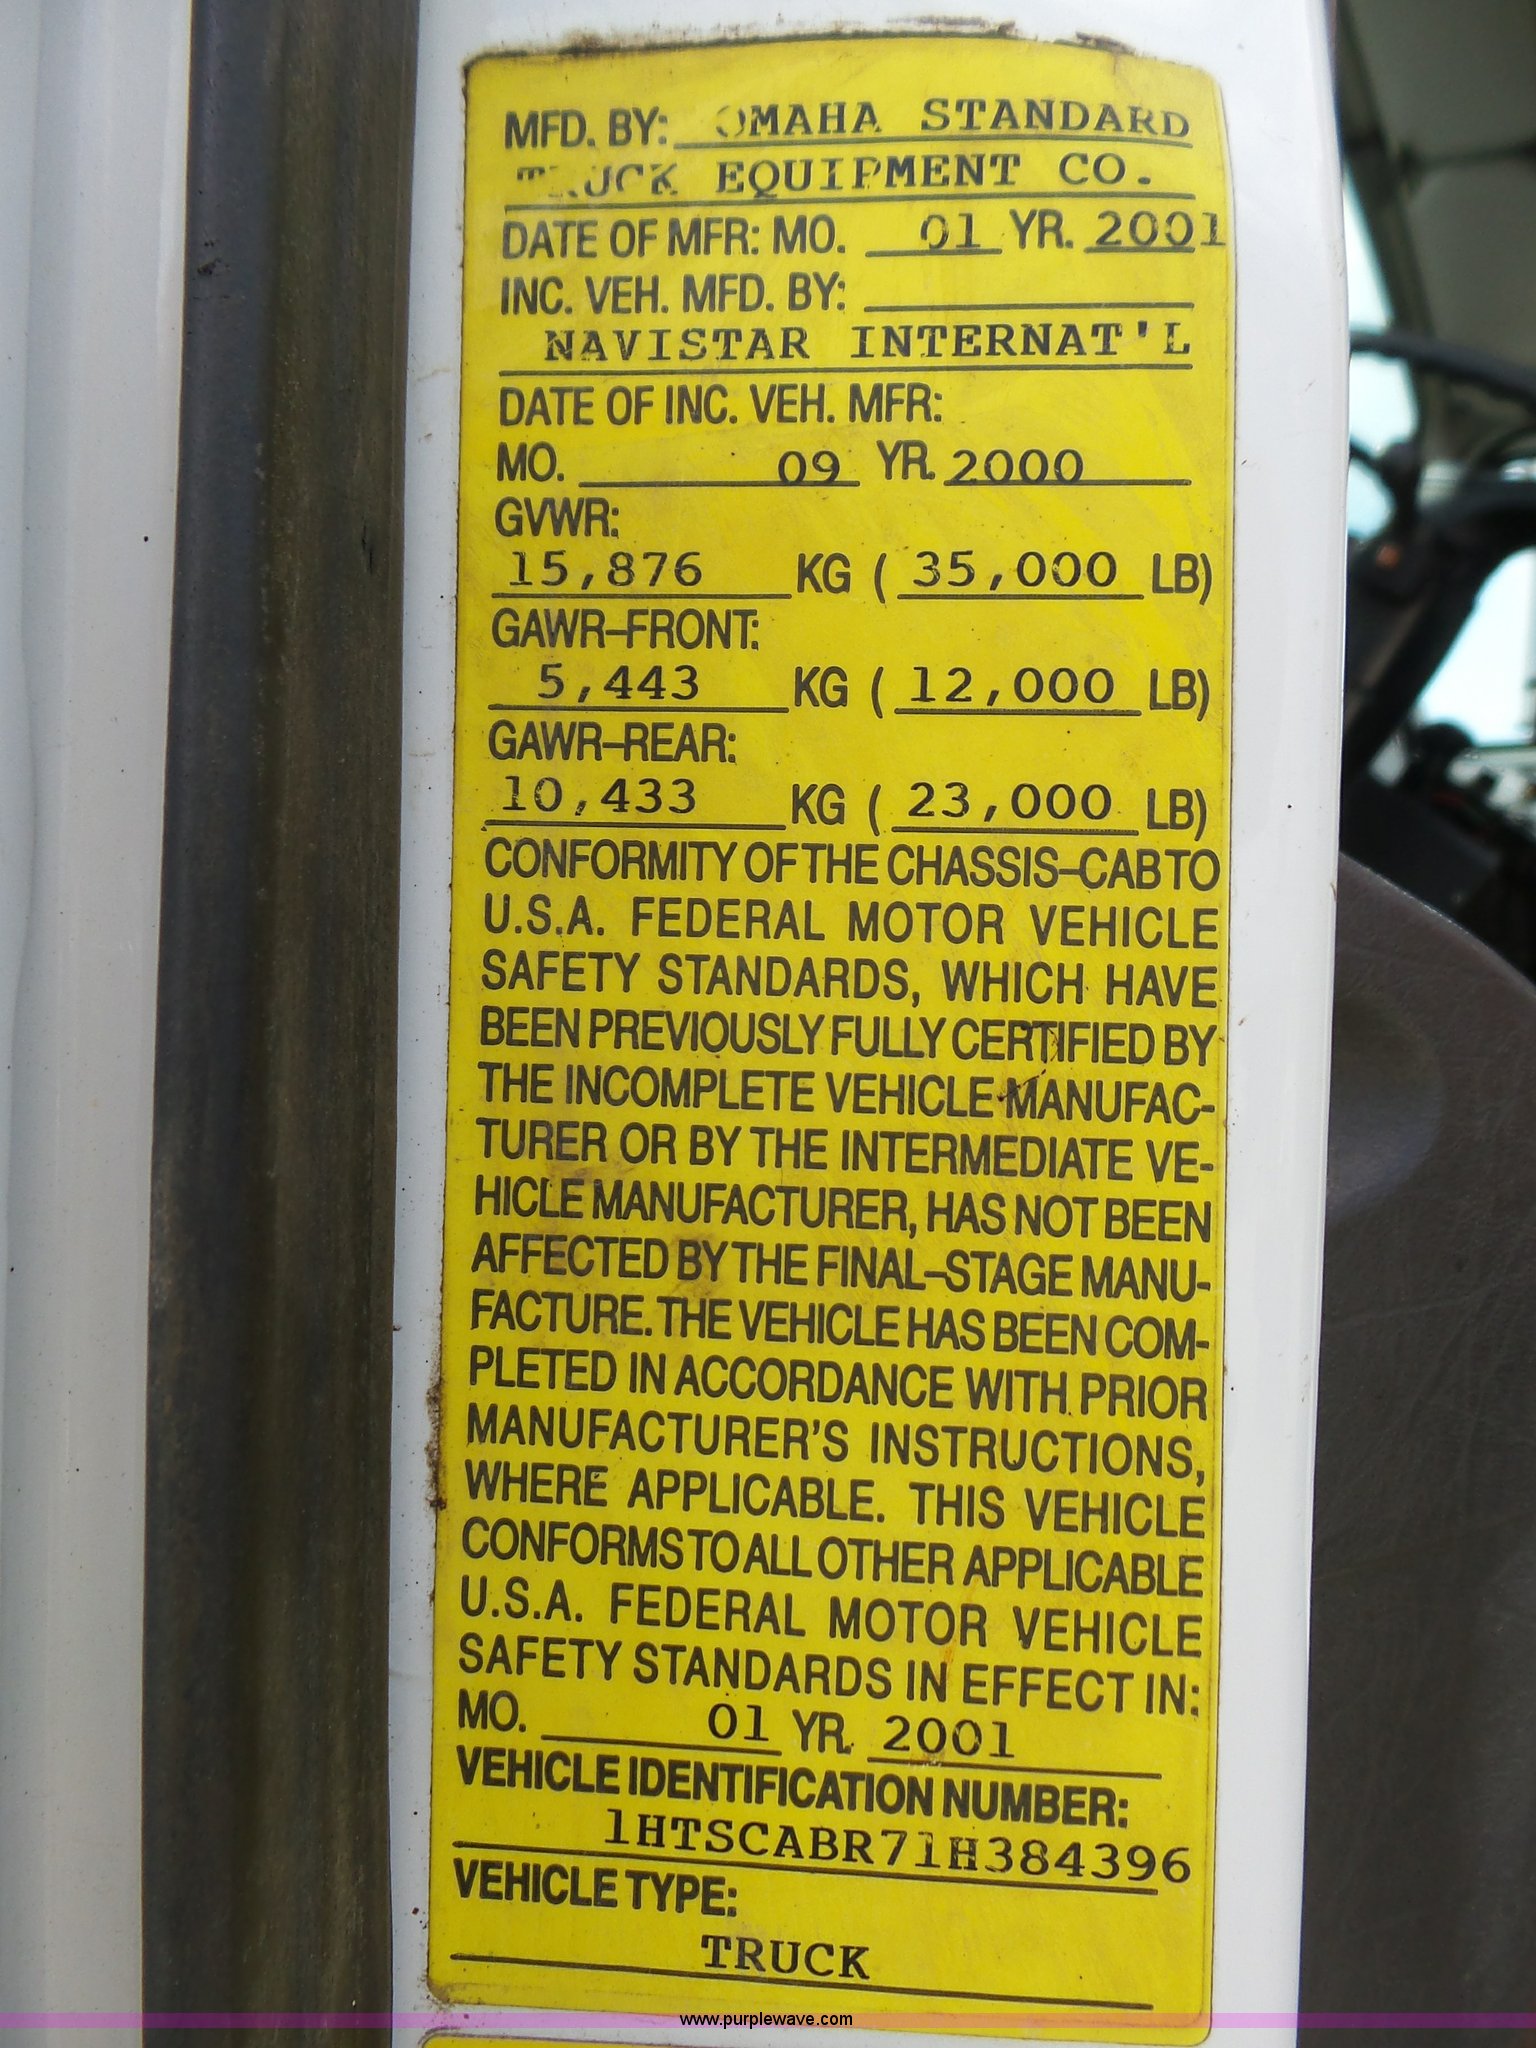 MFD. BY: OMAHA STANDARD
TRUCK EQUIPMENT CO.
DATE OF MFR: MO. 01 YR. 2001
INC. VEH. MFD. BY:
NAVISTAR INTERNAT'L
DATE OF INC. VEH. MFR:
MO. 09 YR. 2000
GVWR:
15,876 KG ( 35,000 LB)
GAWR-FRONT:
5,443 KG ( 12,000 LB)
GAWR-REAR:
10,433 KG ( 23,000 LB)
CONFORMITY OF THE CHASSIS-CAB TO
U.S.A. FEDERAL MOTOR VEHICLE
SAFETY STANDARDS, WHICH HAVE
BEEN PREVIOUSLY FULLY CERTIFIED BY
THE INCOMPLETE VEHICLE MANUFAC-
TURER OR BY THE INTERMEDIATE VE-
HICLE MANUFACTURER, HAS NOT BEEN
AFFECTED BY THE FINAL-STAGE MANU-
FACTURE. THE VEHICLE HAS BEEN COM-
PLETED IN ACCORDANCE WITH PRIOR
MANUFACTURER'S INSTRUCTIONS,
WHERE APPLICABLE. THIS VEHICLE
CONFORMS TO ALL OTHER APPLICABLE
U.S.A. FEDERAL MOTOR VEHICLE
SAFETY STANDARDS IN EFFECT IN:
MO. 01 YR. 2001
VEHICLE IDENTIFICATION NUMBER:
1HTSCABR71H384396
VEHICLE TYPE:
TRUCK
www.purplewave.com